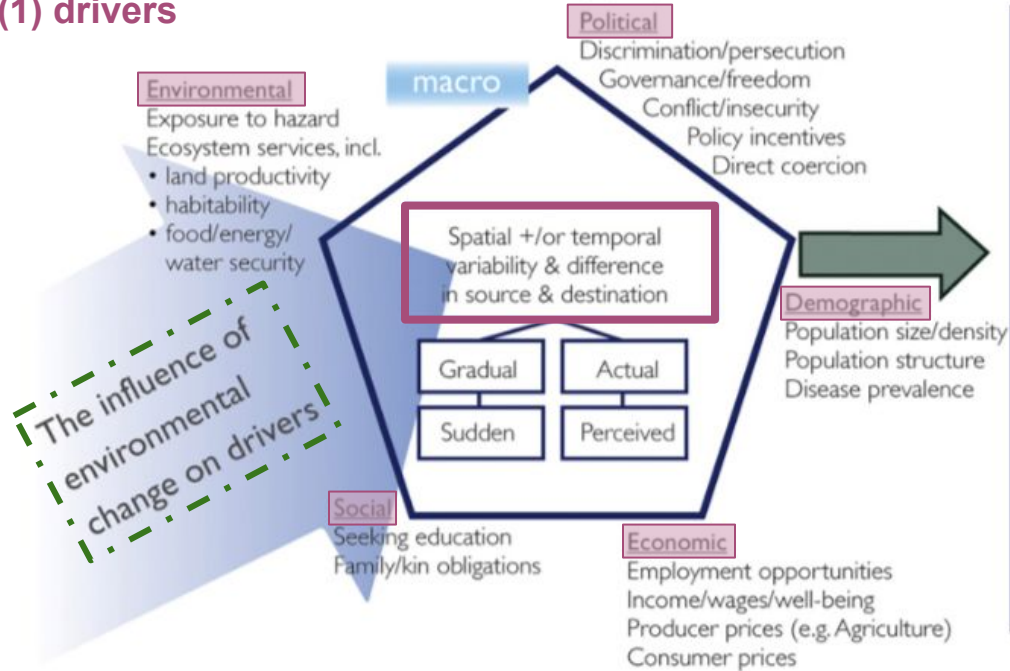 (1) drivers
Political
Discrimination/persecution
Governance/freedom
Conflict/insecurity
Policy incentives
Direct coercion
macro
Environmental
Exposure to hazard
Ecosystem services, incl.
• land productivity
• habitability
• food/energy/
water security
Spatial +/or temporal
variability & difference
in source & destination
Gradual
Actual
Sudden
Perceived
Demographic
Population size/density
Population structure
Disease prevalence
The influence of
environmental
change on drivers
Social
Seeking education
Family/kin obligations
Economic
Employment opportunities
Income/wages/well-being
Producer prices (e.g. Agriculture)
Consumer prices